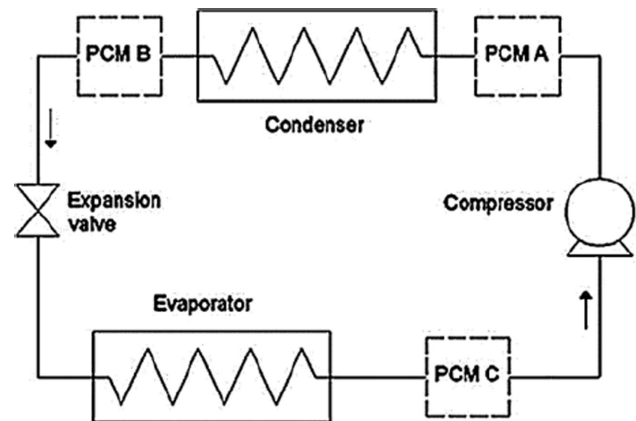 PCM B
PCM A
Condenser
Expansion
valve
Compressor
Evaporator
PCM C